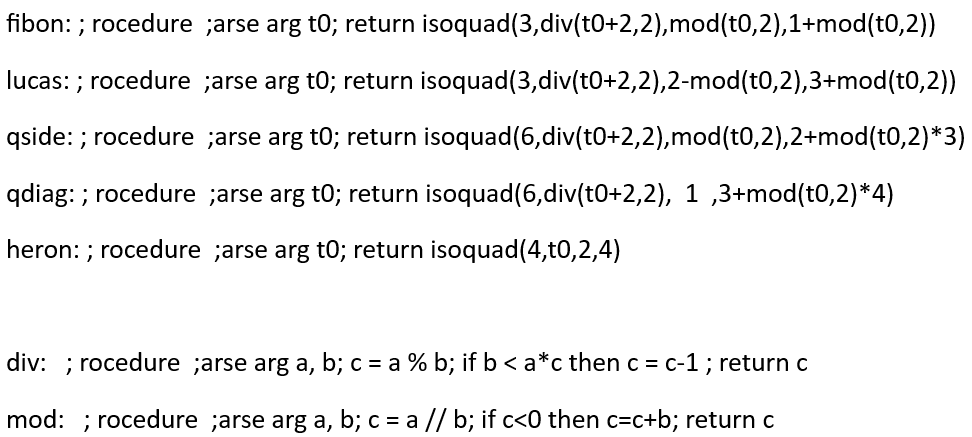 fibon: ; rocedure  ;arse arg t0; return isoquad(3,div(t0+2,2),mod(t0,2),1+mod(t0,2))
lucas: ; rocedure  ;arse arg t0; return isoquad(3,div(t0+2,2),2-mod(t0,2),3+mod(t0,2))
qside: ; rocedure  ;arse arg t0; return isoquad(6,div(t0+2,2),mod(t0,2),2+mod(t0,2)*3)
qdiag: ; rocedure  ;arse arg t0; return isoquad(6,div(t0+2,2),  1  ,3+mod(t0,2)*4)
heron: ; rocedure  ;arse arg t0; return isoquad(4,t0,2,4)
div:   ; rocedure  ;arse arg a, b; c = a % b; if b < a*c then c = c-1 ; return c
mod:   ; rocedure  ;arse arg a, b; c = a // b; if c<0 then c=c+b; return c